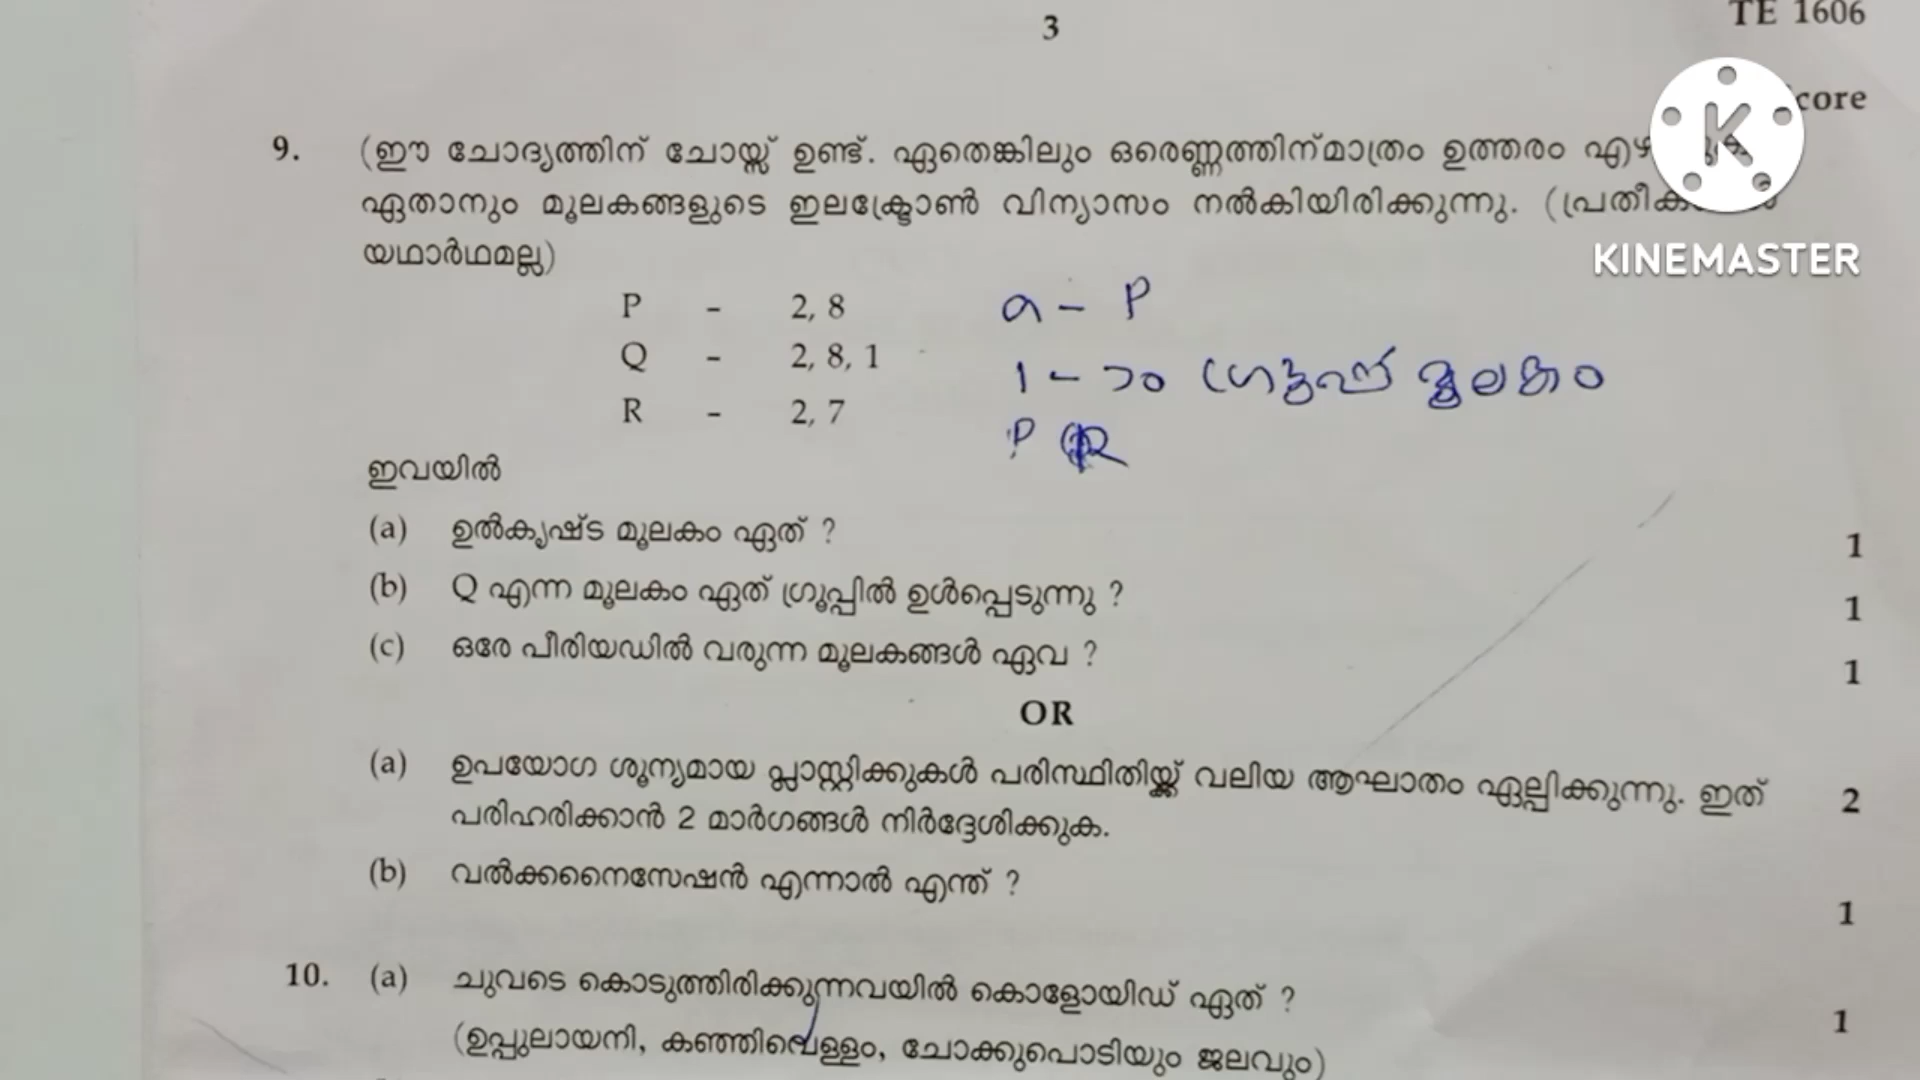 3
TE 1606
Score
9. (ഈ ചോദ്യത്തിന് ചോയ്സ് ഉണ്ട്. ഏതെങ്കിലും ഒരെണ്ണത്തിന്മാത്രം ഉത്തരം
ഏതാനും മൂലകങ്ങളുടെ ഇലക്ട്രോൺ വിന്യാസം നൽകിയിരിക്കുന്നു.
യഥാർഥമല്ല)
KINEMASTER
P - 2, 8
a - P
Q - 2, 8, 1
1 - ാം ഗ്രൂപ്പ് മൂലകം
R - 2, 7
P R
ഇവയിൽ
(a) ഉൽകൃഷ്ട മൂലകം ഏത് ? 1
(b) Q എന്ന മൂലകം ഏത് ഗ്രൂപ്പിൽ ഉൾപ്പെടുന്നു ? 1
(c) ഒരേ പീരിയഡിൽ വരുന്ന മൂലകങ്ങൾ ഏവ ? 1
OR
(a) ഉപയോഗ ശൂന്യമായ പ്ലാസ്റ്റിക്കുകൾ പരിസ്ഥിതിയ്ക്ക് വലിയ ആഘാതം ഏല്പിക്കുന്നു. ഇത് 2
പരിഹരിക്കാൻ 2 മാർഗങ്ങൾ നിർദ്ദേശിക്കുക.
(b) വൽക്കനൈസേഷൻ എന്നാൽ എന്ത് ? 1
10. (a) ചുവടെ കൊടുത്തിരിക്കുന്നവയിൽ കൊളോയിഡ് ഏത് ? 1
(ഉപ്പുലായനി, കഞ്ഞിവെള്ളം, ചോക്കുപൊടിയും ജലവും)